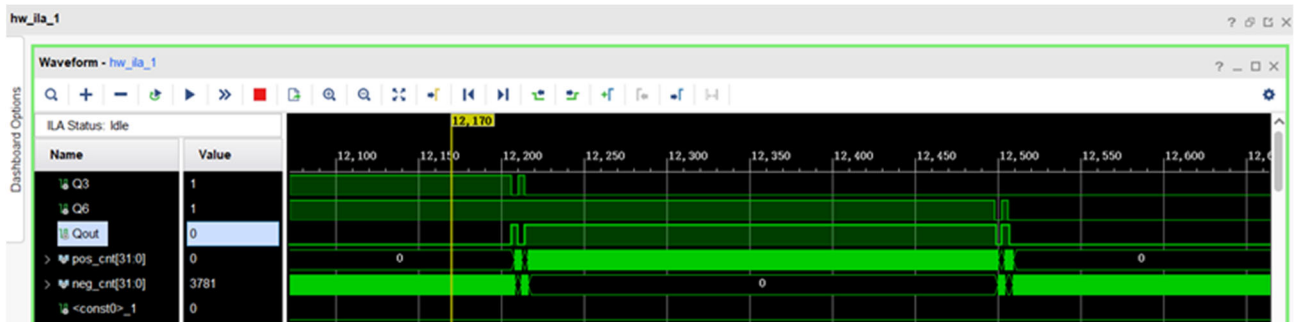 hw_ila_1
Dashboard Options
Waveform - hw_ila_1
ILA Status: Idle
12,170
Name Value
12,100 12,150 12,200 12,250 12,300 12,350 12,400 12,450 12,500 12,550 12,600
Q3 1
Q6 1
Qout 0
pos_cnt[31:0] 0 0 0
neg_cnt[31:0] 3781 0
<const0>_1 0